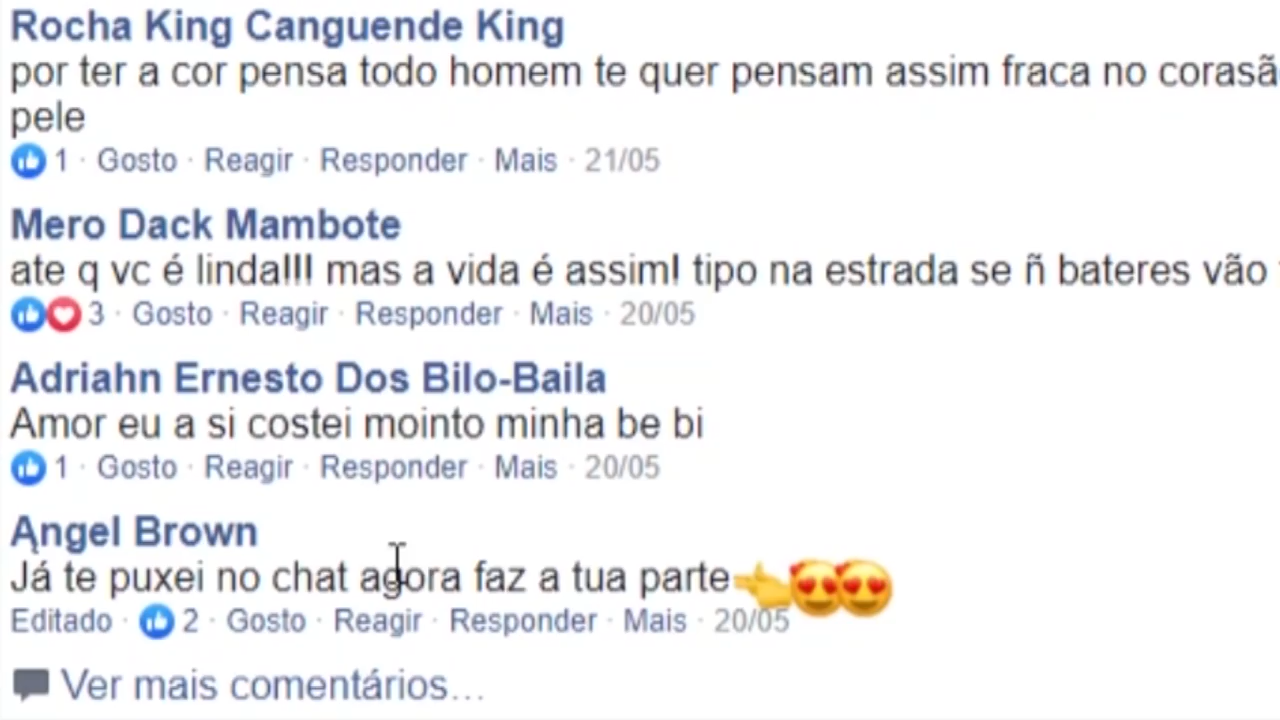 Rocha King Canguende King
por ter a cor pensa todo homem te quer pensam assim fraca no corasã
pele
1 · Gosto · Reagir · Responder · Mais · 21/05
Mero Dack Mambote
ate q vc é linda!!! mas a vida é assim! tipo na estrada se ñ bateres vão
3 · Gosto · Reagir · Responder · Mais · 20/05
Adriahn Ernesto Dos Bilo-Baila
Amor eu a si costei mointo minha be bi
1 · Gosto · Reagir · Responder · Mais · 20/05
Ąngel Brown
Já te puxei no chat agora faz a tua parte👈😍😍
Editado · 2 · Gosto · Reagir · Responder · Mais · 20/05
Ver mais comentários...